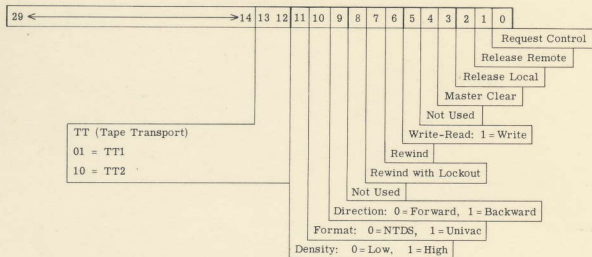 29 14 13 12 11 10 9 8 7 6 5 4 3 2 1 0
Request Control
Release Remote
Release Local
Master Clear
Not Used
TT (Tape Transport)
01 = TT1
10 = TT2
Write-Read: 1 = Write
Rewind
Rewind with Lockout
Not Used
Direction: 0 = Forward, 1 = Backward
Format: 0 = NTDS, 1 = Univac
Density: 0 = Low, 1 = High